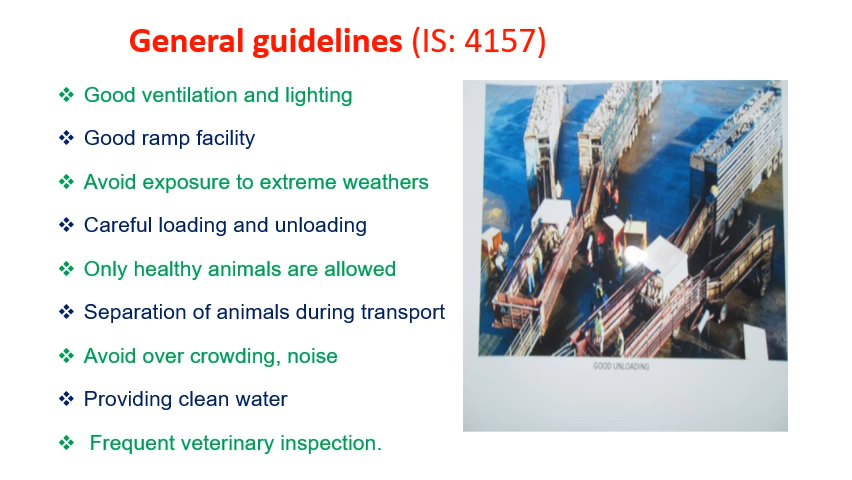 General guidelines (IS: 4157)
❖ Good ventilation and lighting
❖ Good ramp facility
❖ Avoid exposure to extreme weathers
❖ Careful loading and unloading
❖ Only healthy animals are allowed
❖ Separation of animals during transport
❖ Avoid over crowding, noise
❖ Providing clean water
❖ Frequent veterinary inspection.
GOOD UNLOADING